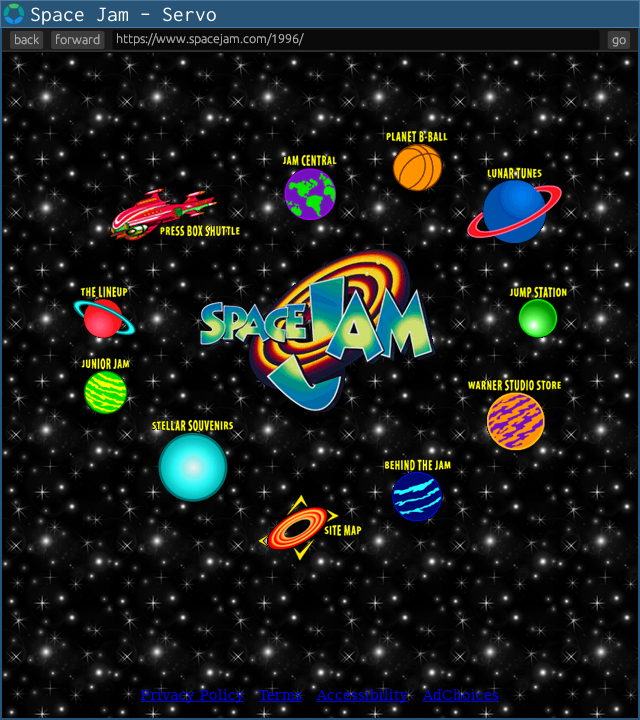 Space Jam - Servo
back forward https://www.spacejam.com/1996/ go
PLANET B-BALL
JAM CENTRAL
LUNAR TUNES
PRESS BOX SHUTTLE
THE LINEUP
JUMP STATION
SPACE JAM
JUNIOR JAM
WARNER STUDIO STORE
STELLAR SOUVENIRS
BEHIND THE JAM
SITE MAP
Privacy Policy Terms Accessibility AdChoices